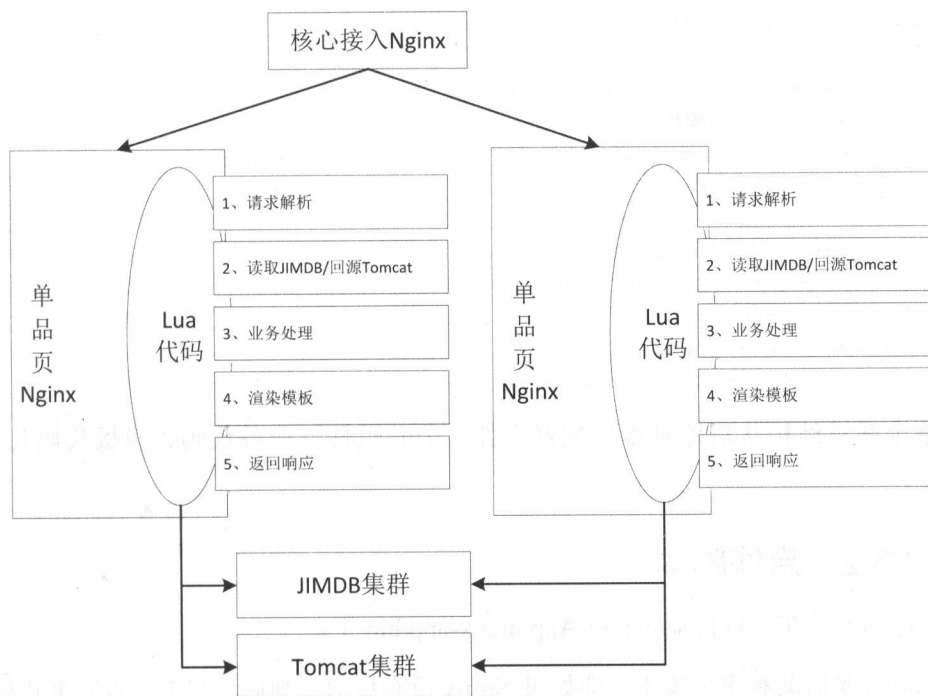 核心接入Nginx
单
品
页
Nginx
Lua
代码
1、请求解析
2、读取JIMDB/回源Tomcat
3、业务处理
4、渲染模板
5、返回响应
单
品
页
Nginx
Lua
代码
1、请求解析
2、读取JIMDB/回源Tomcat
3、业务处理
4、渲染模板
5、返回响应
JIMDB集群
Tomcat集群